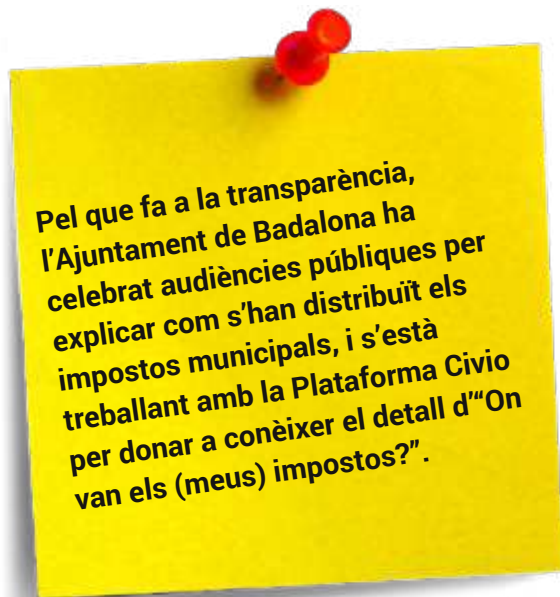 Pel que fa a la transparència,
l'Ajuntament de Badalona ha
celebrat audiències públiques per
explicar com s'han distribuït els
impostos municipals, i s'està
treballant amb la Plataforma Civio
per donar a conèixer el detall d'“On
van els (meus) impostos?”.